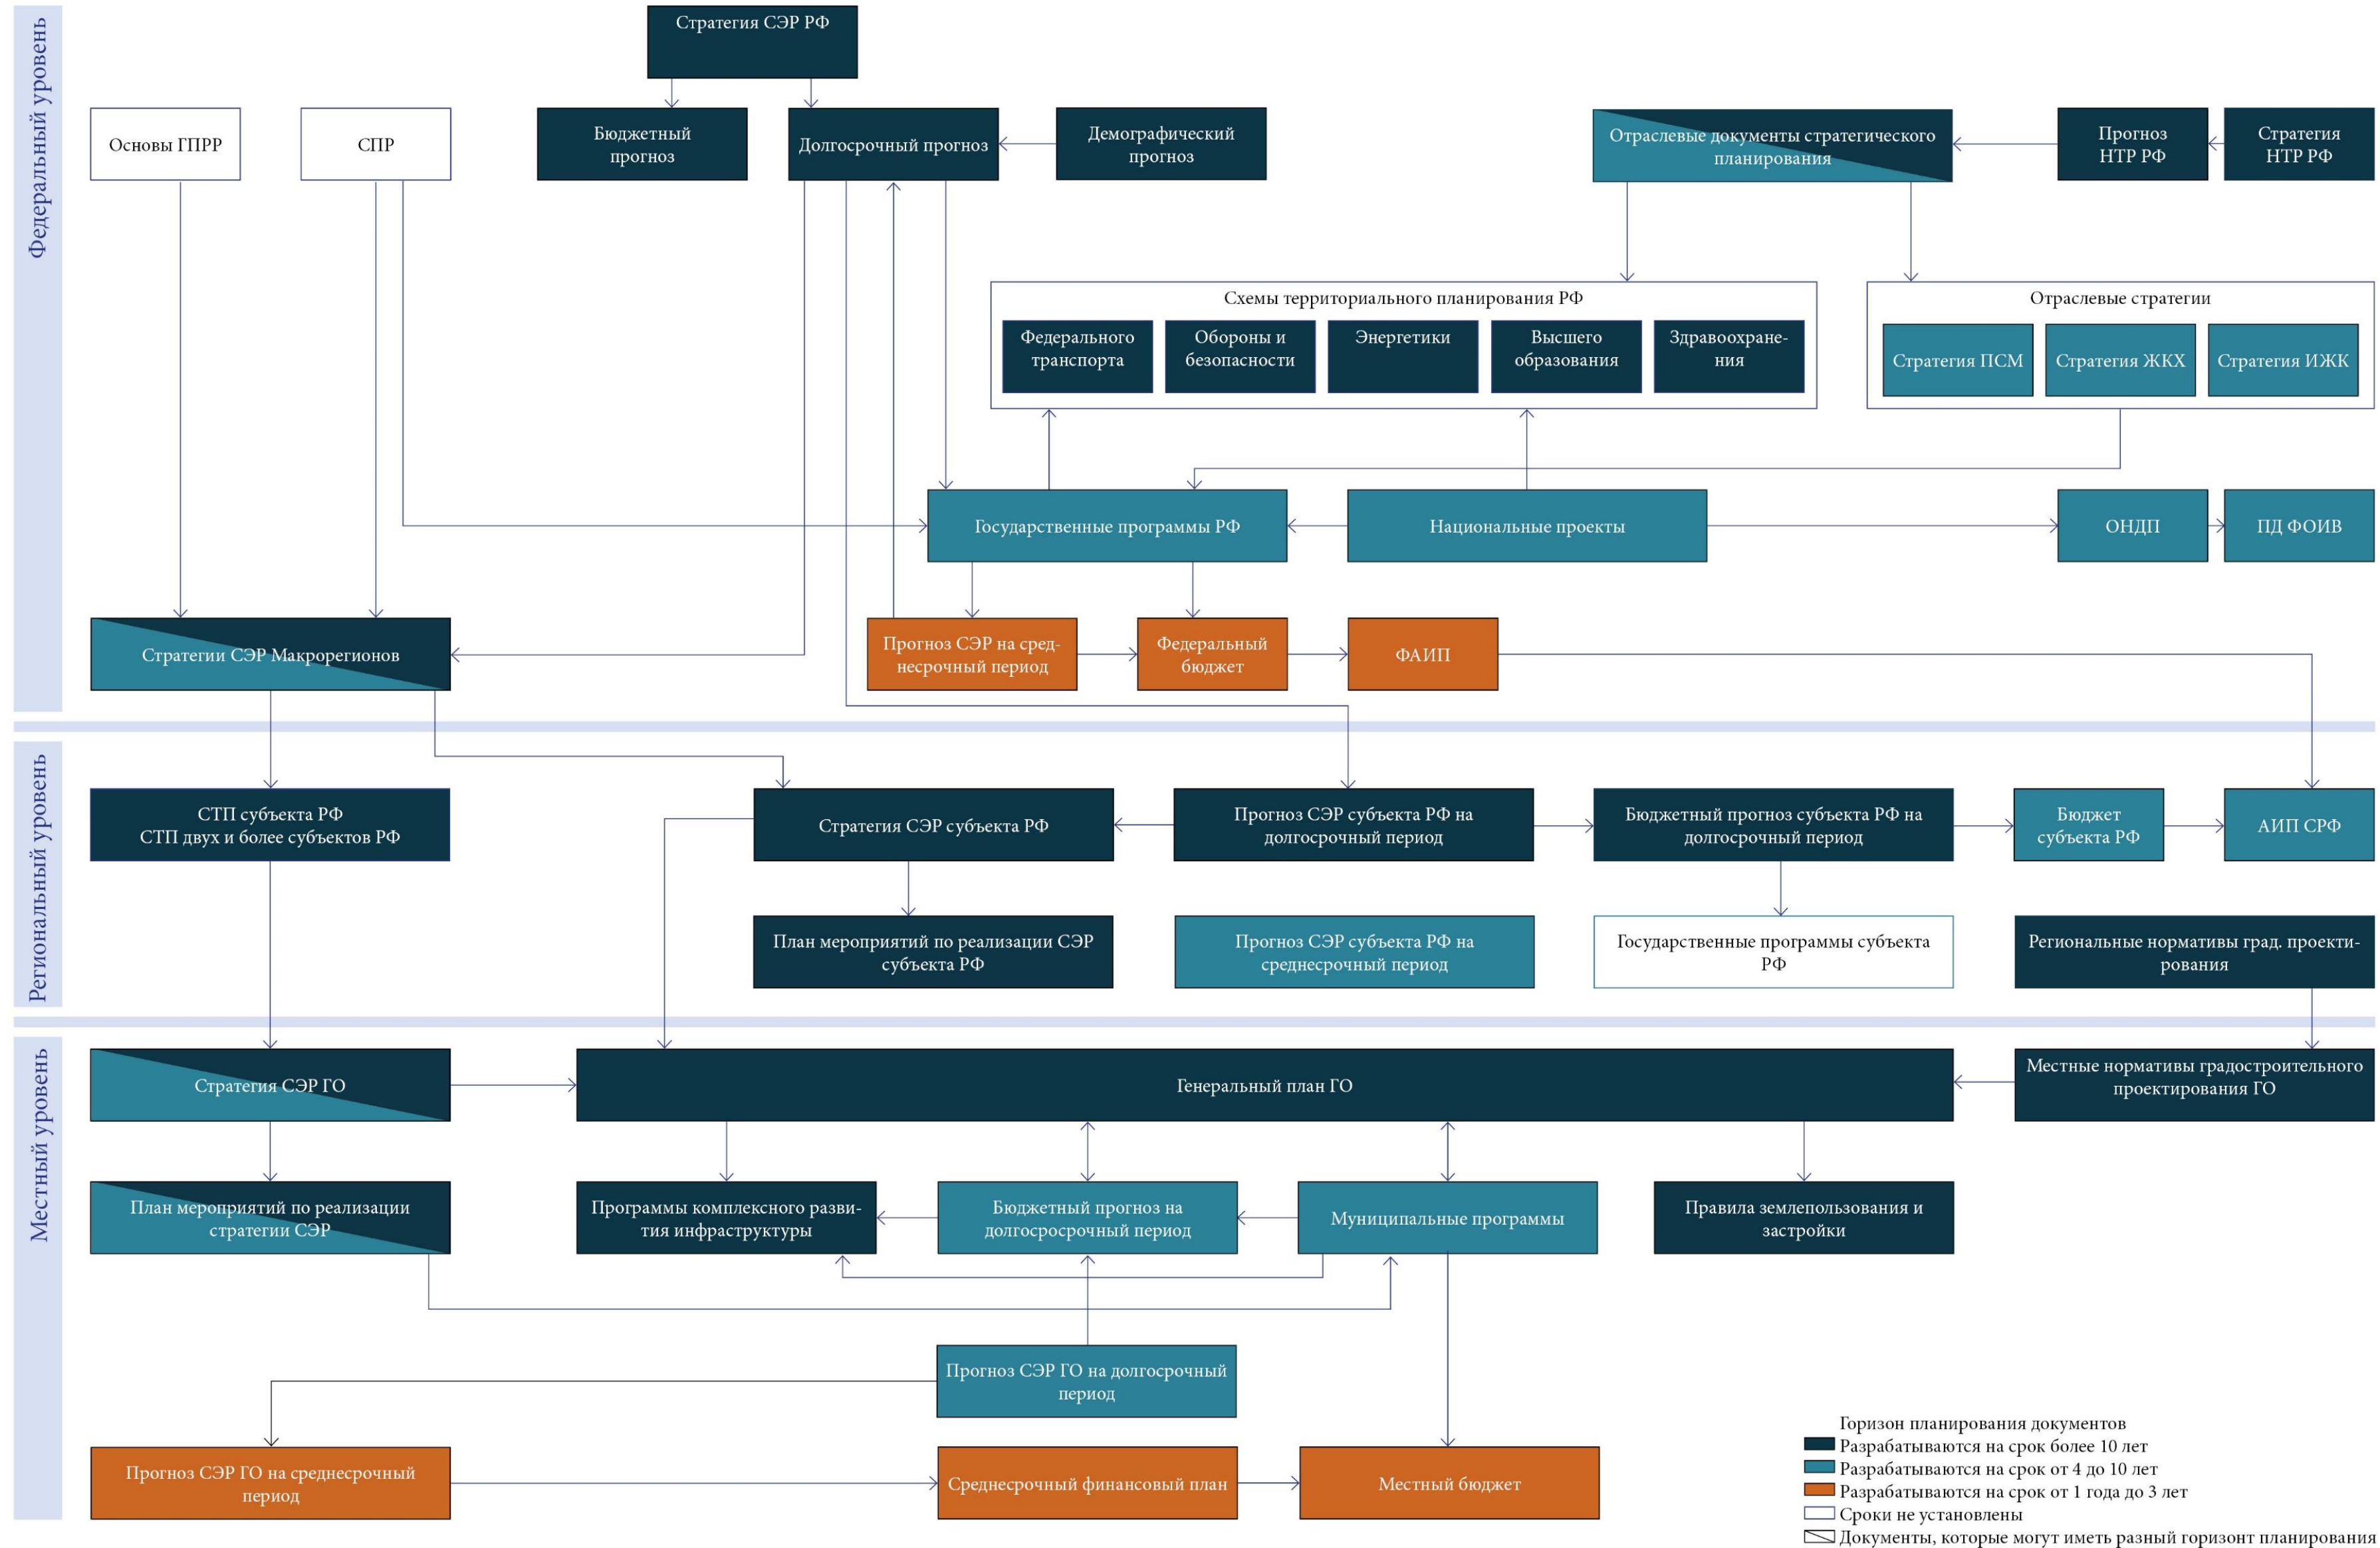 Федеральный уровень
Стратегия СЭР РФ
Основы ГПРР
СПР
Бюджетный
прогноз
Долгосрочный прогноз
Демографический
прогноз
Отраслевые документы стратегического
планирования
Прогноз
НТР РФ
Стратегия
НТР РФ
Схемы территориального планирования РФ
Федерального
транспорта
Обороны и
безопасности
Энергетики
Высшего
образования
Здравоохране-
ния
Отраслевые стратегии
Стратегия ПСМ
Стратегия ЖКХ
Стратегия ИЖК
Государственные программы РФ
Национальные проекты
ОНДП
ПД ФОИВ
Стратегии СЭР Макрорегионов
Прогноз СЭР на сред-
несрочный период
Федеральный
бюджет
ФАИП
Региональный уровень
СТП субъекта РФ
СТП двух и более субъектов РФ
Стратегия СЭР субъекта РФ
Прогноз СЭР субъекта РФ на
долгосрочный период
Бюджетный прогноз субъекта РФ на
долгосрочный период
Бюджет
субъекта РФ
АИП СРФ
План мероприятий по реализации СЭР
субъекта РФ
Прогноз СЭР субъекта РФ на
среднесрочный период
Государственные программы субъекта
РФ
Региональные нормативы град. проекти-
рования
Местный уровень
Стратегия СЭР ГО
Генеральный план ГО
Местные нормативы градостроительного
проектирования ГО
План мероприятий по реализации
стратегии СЭР
Программы комплексного разви-
тия инфраструктуры
Бюджетный прогноз на
долгосросрочный период
Муниципальные программы
Правила землепользования и
застройки
Прогноз СЭР ГО на долгосрочный
период
Прогноз СЭР ГО на среднесрочный
период
Среднесрочный финансовый план
Местный бюджет
Горизон планирования документов
Разрабатываются на срок более 10 лет
Разрабатываются на срок от 4 до 10 лет
Разрабатываются на срок от 1 года до 3 лет
Сроки не установлены
Документы, которые могут иметь разный горизонт планирования